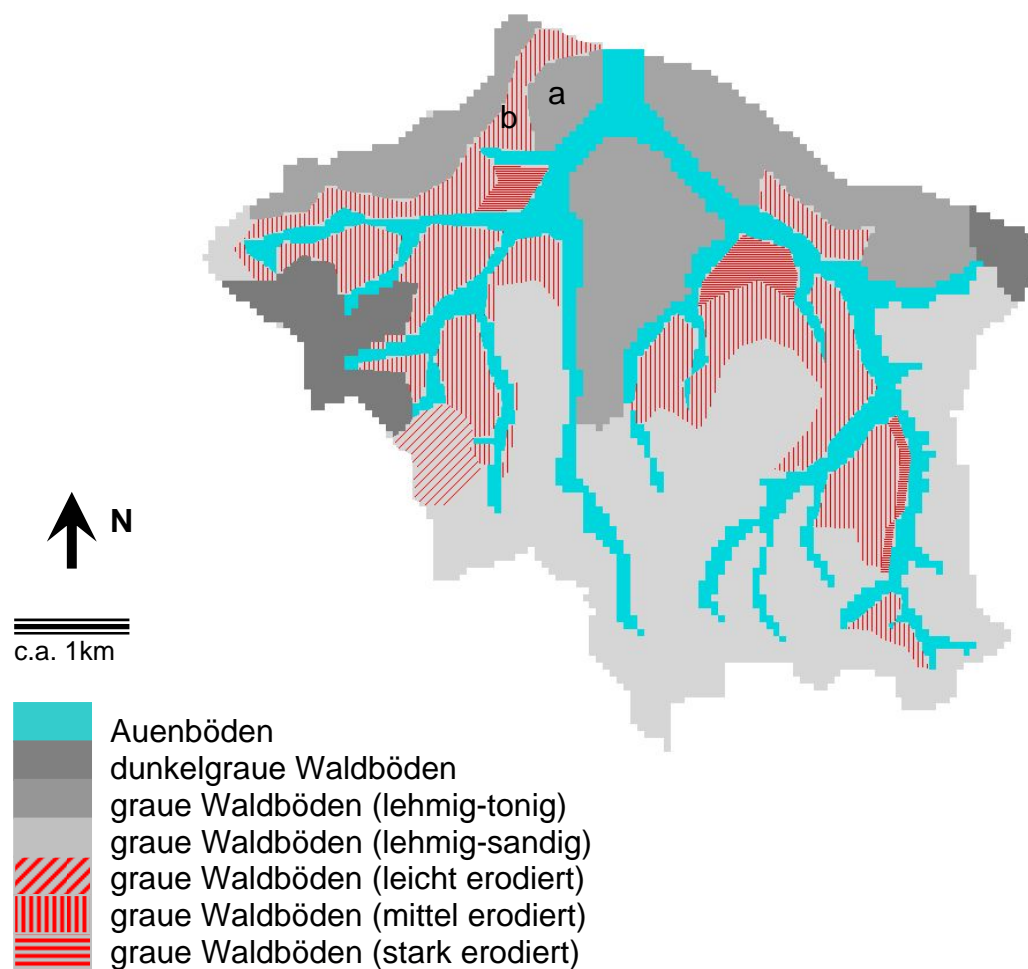 a
b
N
c.a. 1km
Auenböden
dunkelgraue Waldböden
graue Waldböden (lehmig-tonig)
graue Waldböden (lehmig-sandig)
graue Waldböden (leicht erodiert)
graue Waldböden (mittel erodiert)
graue Waldböden (stark erodiert)